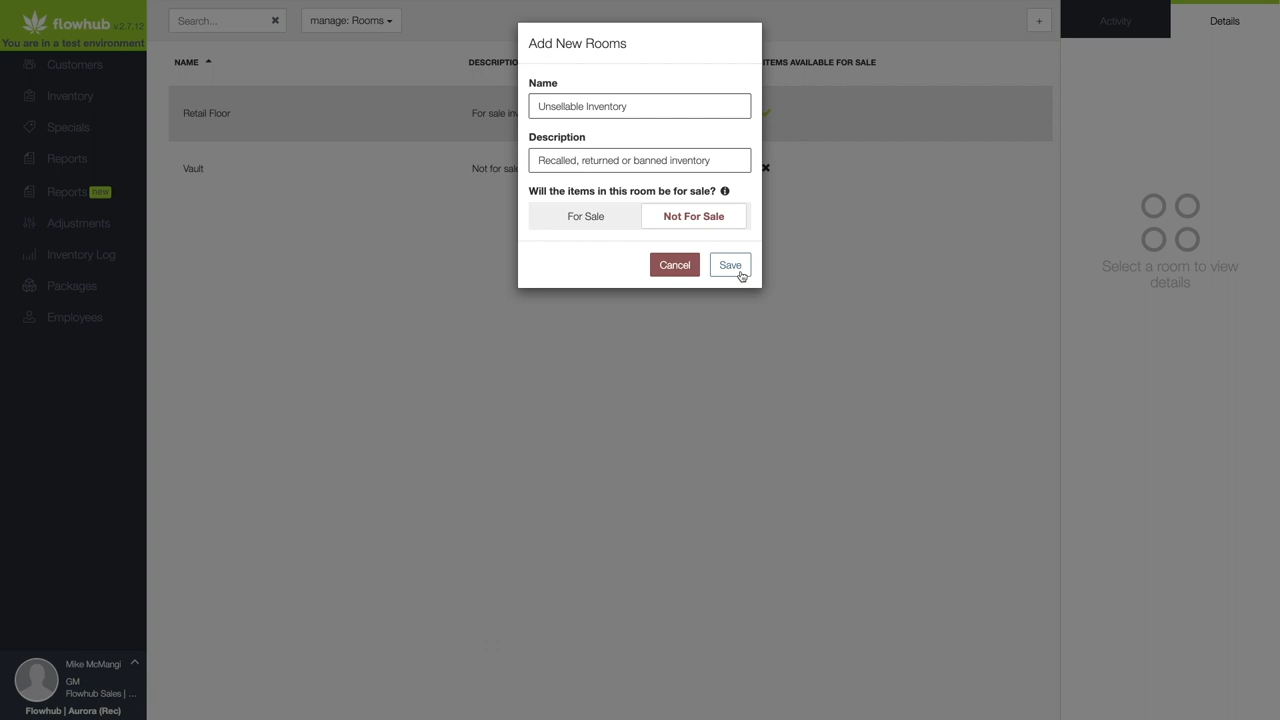 flowhub v.2.7.12
You are in a test environment
Customers
Inventory
Specials
Reports
Reports new
Adjustments
Inventory Log
Packages
Employees
Mike McMangi
GM
Flowhub Sales | ...
Flowhub | Aurora (Rec)
Search...
manage: Rooms
+
NAME
DESCRIPTIO
ITEMS AVAILABLE FOR SALE
Retail Floor
For sale inv
Vault
Not for sale
Add New Rooms
Name
Unsellable Inventory
Description
Recalled, returned or banned inventory
Will the items in this room be for sale?
For Sale
Not For Sale
Cancel
Save
Activity
Details
Select a room to view
details